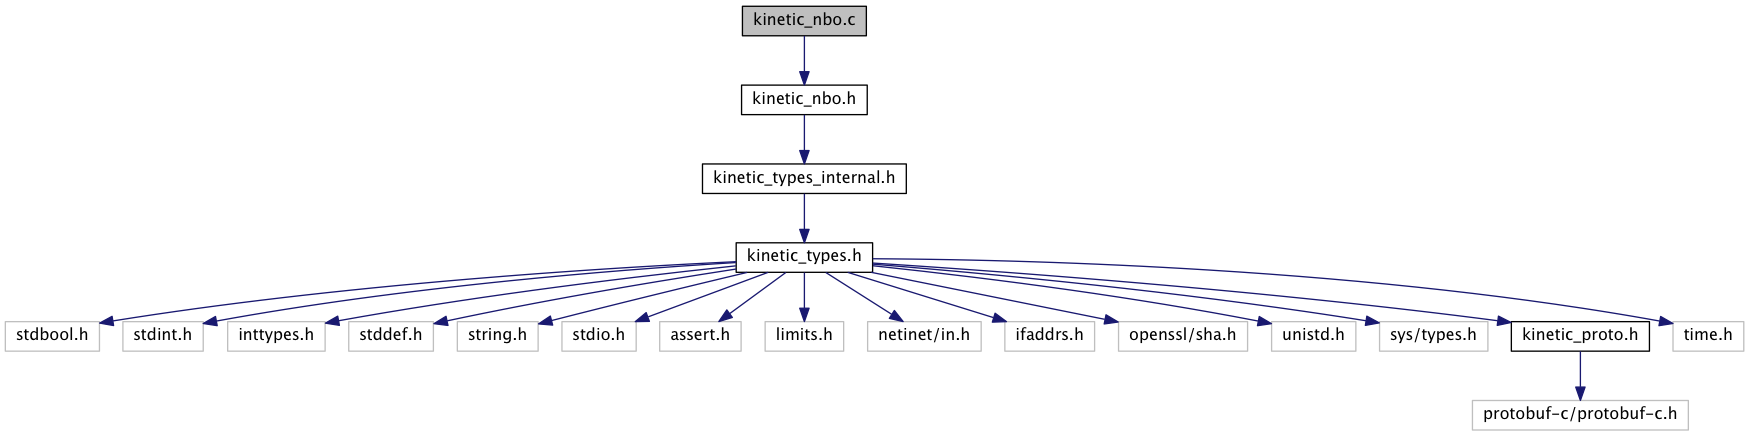 kinetic_nbo.c
kinetic_nbo.h
kinetic_types_internal.h
kinetic_types.h
stdbool.h
stdint.h
inttypes.h
stddef.h
string.h
stdio.h
assert.h
limits.h
netinet/in.h
ifaddrs.h
openssl/sha.h
unistd.h
sys/types.h
kinetic_proto.h
time.h
protobuf-c/protobuf-c.h